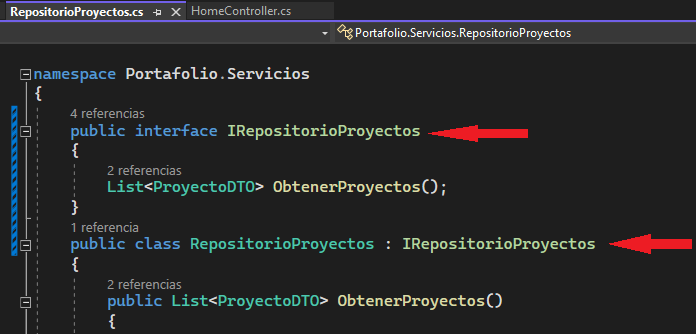 RepositorioProyectos.cs HomeController.cs
Portafolio.Servicios.RepositorioProyectos
namespace Portafolio.Servicios
{
4 referencias
public interface IRepositorioProyectos
{
2 referencias
List<ProyectoDTO> ObtenerProyectos();
}
1 referencia
public class RepositorioProyectos : IRepositorioProyectos
{
2 referencias
public List<ProyectoDTO> ObtenerProyectos()
{